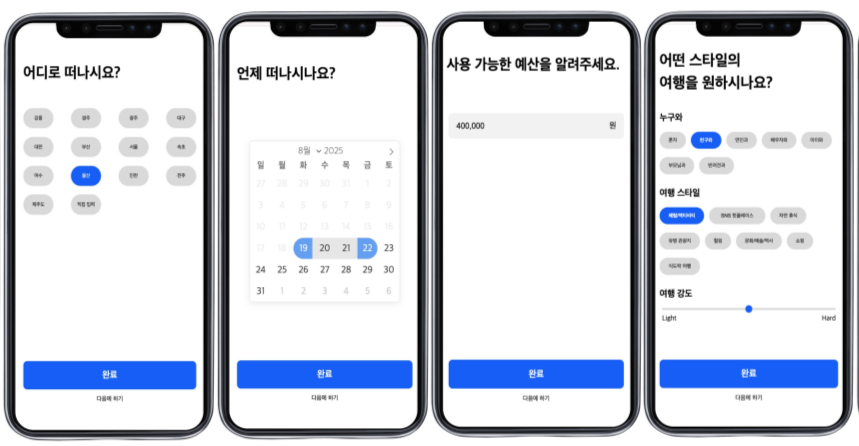 어디로 떠나시요?
강릉 경주 광주 대구
대전 부산 서울 속초
여수 울산 인천 전주
제주도 직접 입력
완료
다음에 하기
언제 떠나시나요?
8월 2025
일 월 화 수 목 금 토
27 28 29 30 31 1 2
3 4 5 6 7 8 9
10 11 12 13 14 15 16
17 18 19 20 21 22 23
24 25 26 27 28 29 30
31 1 2 3 4 5 6
완료
다음에 하기
사용 가능한 예산을 알려주세요.
400,000 원
완료
다음에 하기
어떤 스타일의
여행을 원하시나요?
누구와
혼자 친구와 연인과 배우자와 아이와
부모님과 반려견과
여행 스타일
체험/액티비티 SNS 핫플레이스 자연 휴식
유명 관광지 힐링 문화/예술/역사 쇼핑
식도락 여행
여행 강도
Light Hard
완료
다음에 하기